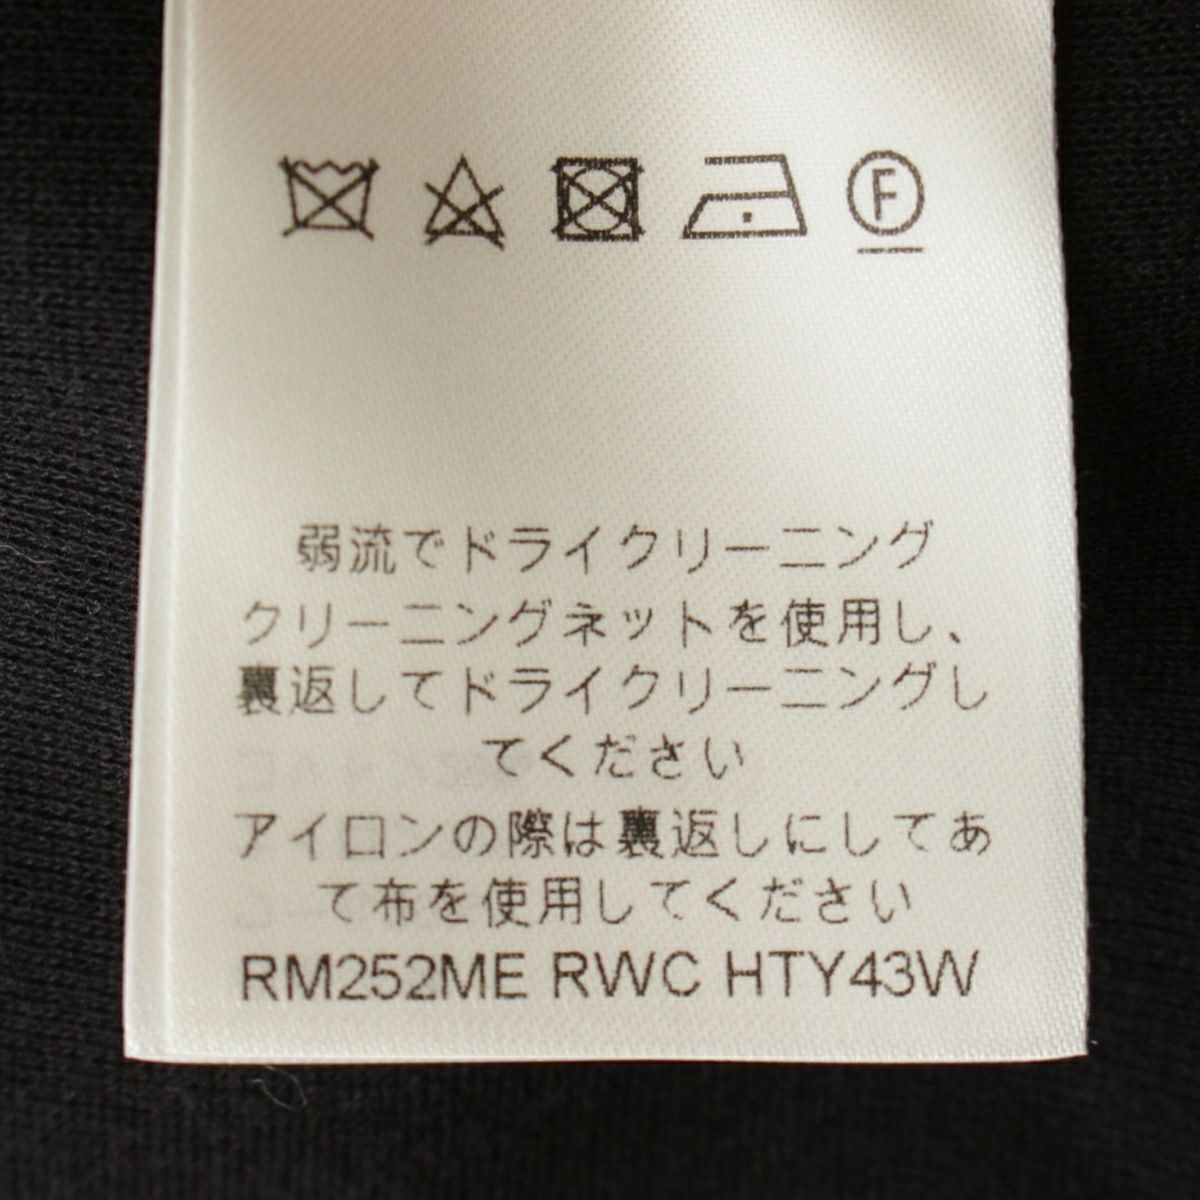 F
弱流でドライクリーニング
クリーニングネットを使用し、
裏返してドライクリーニングし
てください
アイロンの際は裏返しにしてあ
て布を使用してください
RM252ME RWC HTY43W